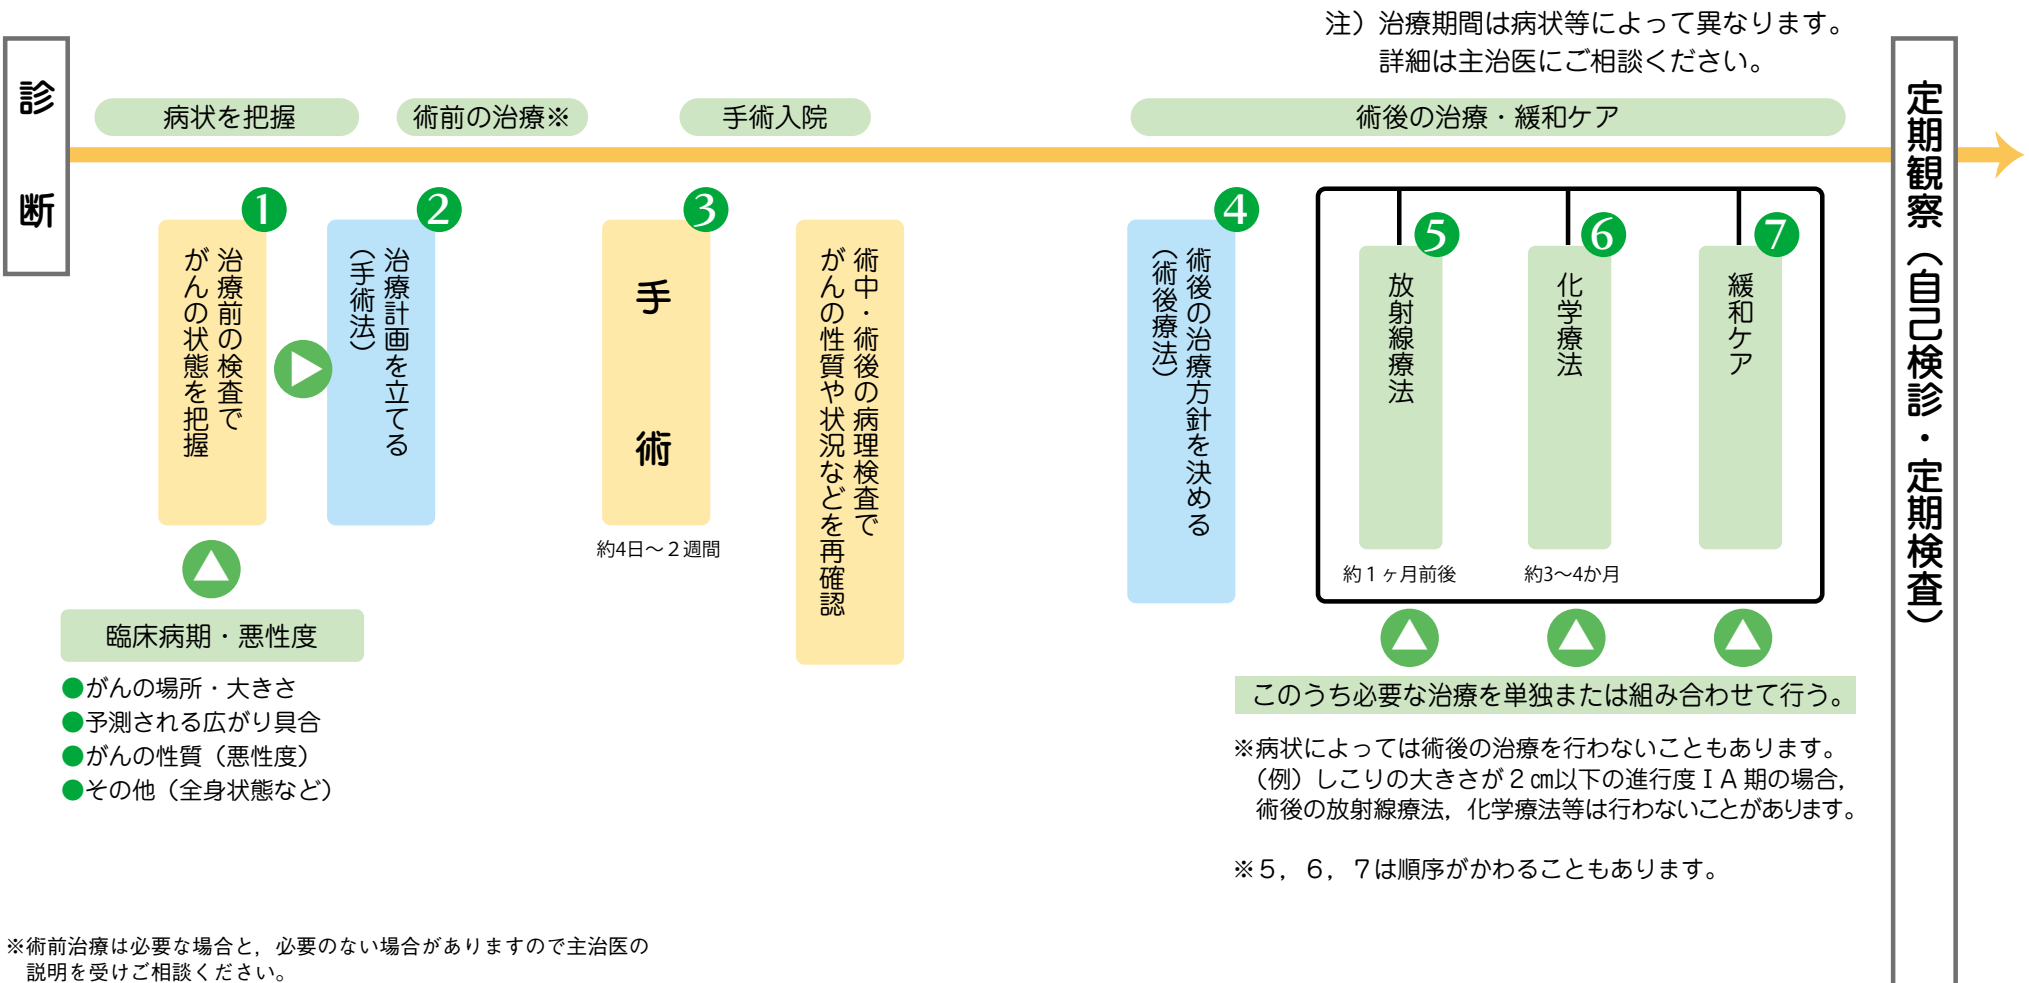 注）治療期間は病状等によって異なります。
詳細は主治医にご相談ください。
診断
病状を把握
術前の治療※
手術入院
術後の治療・緩和ケア
定期観察（自己検診・定期検査）
1
治療前の検査で
がんの状態を把握
2
治療計画を立てる
（手術法）
3
手術
約4日〜２週間
術中・術後の病理検査で
がんの性質や状況などを再確認
4
術後の治療方針を決める
（術後療法）
5
放射線療法
約１ヶ月前後
6
化学療法
約3〜4か月
7
緩和ケア
臨床病期・悪性度
●がんの場所・大きさ
●予測される広がり具合
●がんの性質（悪性度）
●その他（全身状態など）
このうち必要な治療を単独または組み合わせて行う。
※病状によっては術後の治療を行わないこともあります。
（例）しこりの大きさが２㎝以下の進行度ⅠＡ期の場合，
術後の放射線療法，化学療法等は行わないことがあります。
※５，６，７は順序がかわることもあります。
※術前治療は必要な場合と，必要のない場合がありますので主治医の
説明を受けご相談ください。